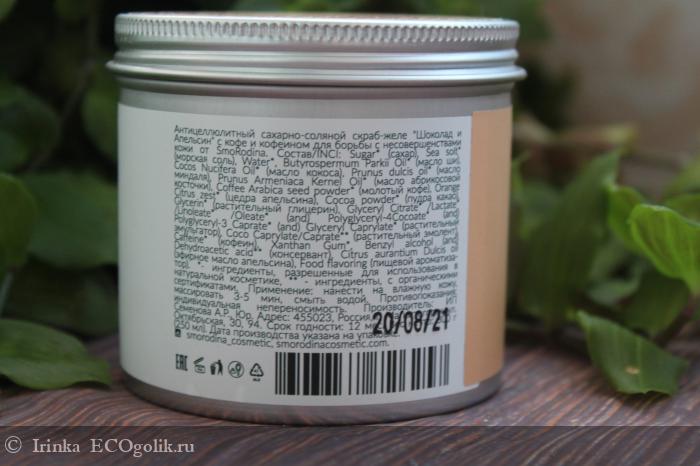 Антицеллюлитный сахарно-соляной скраб-желе "Шоколад и
Апельсин" с кофе и кофеином для борьбы с несовершенствами
кожи от SmoRodina. Состав/INCI: Sugar* (сахар), Sea salt*
(морская соль), Water*, Butyrospermum Parkii Oil* (масло ши),
Cocos Nucifera Oil* (масло кокоса), Prunus dulcis oil* (масло
миндаля), Prunus Armeniaca Kernel Oil* (масло абрикосовой
косточки), Coffee Arabica seed powder* (молотый кофе), Orange
Citrus zest* (цедра апельсина), Cocoa powder* (пудра какао),
Glycerin* (растительный глицерин), Glyceryl Citrate* /Lactate*
/Linoleate* /Oleate* (and) Polyglyceryl-4Cocoate* (and)
Polyglyceryl-3 Caprate* (and) Glyceryl Caprylate* (растительный
эмульгатор), Coco Caprylate/Caprate** (растительный эмолент),
Caffeine* (кофеин), Xanthan Gum*, Benzyl alcohol (and)
Dehydroacetic acid** (консервант), Citrus aurantium Dulcis oil
(эфирное масло апельсина), Food flavoring (пищевой ароматиза-
тор). * - ингредиенты, разрешенные для использования в
натуральной косметике, ** - ингредиенты, с органическими
сертификатами. Применение: нанести на влажную кожу,
массировать 3-5 мин, смыть водой. Противопоказания:
индивидуальная непереносимость. Производитель: ИП
Семенова А.Р. Юр. Адрес: 455023, Россия,
Октябрьская, 30, 94. Срок годности: 12
(250 мл). Дата производства указана на
20/08/21
smorodina_cosmetic, smorodinacosmetic.com.
EAC
© Irinka ECOgolik.ru